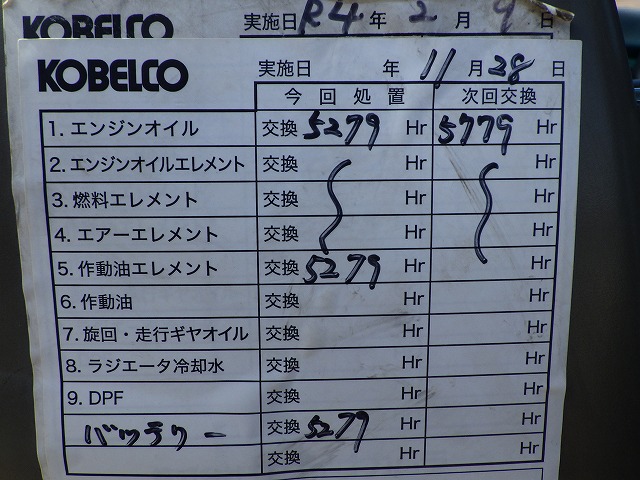 KOBELCO 実施日 R4 年 2 月 9 日
KOBELCO 実施日 年 11 月 28 日
今回処置 次回交換
1. エンジンオイル 交換 5279 Hr 5779 Hr
2. エンジンオイルエレメント 交換 Hr Hr
3. 燃料エレメント 交換 Hr Hr
4. エアーエレメント 交換 Hr Hr
5. 作動油エレメント 交換 5279 Hr Hr
6. 作動油 交換 Hr Hr
7. 旋回・走行ギヤオイル 交換 Hr Hr
8. ラジエータ冷却水 交換 Hr Hr
9. DPF 交換 Hr Hr
バッテリー 交換 5279 Hr Hr
交換 Hr Hr